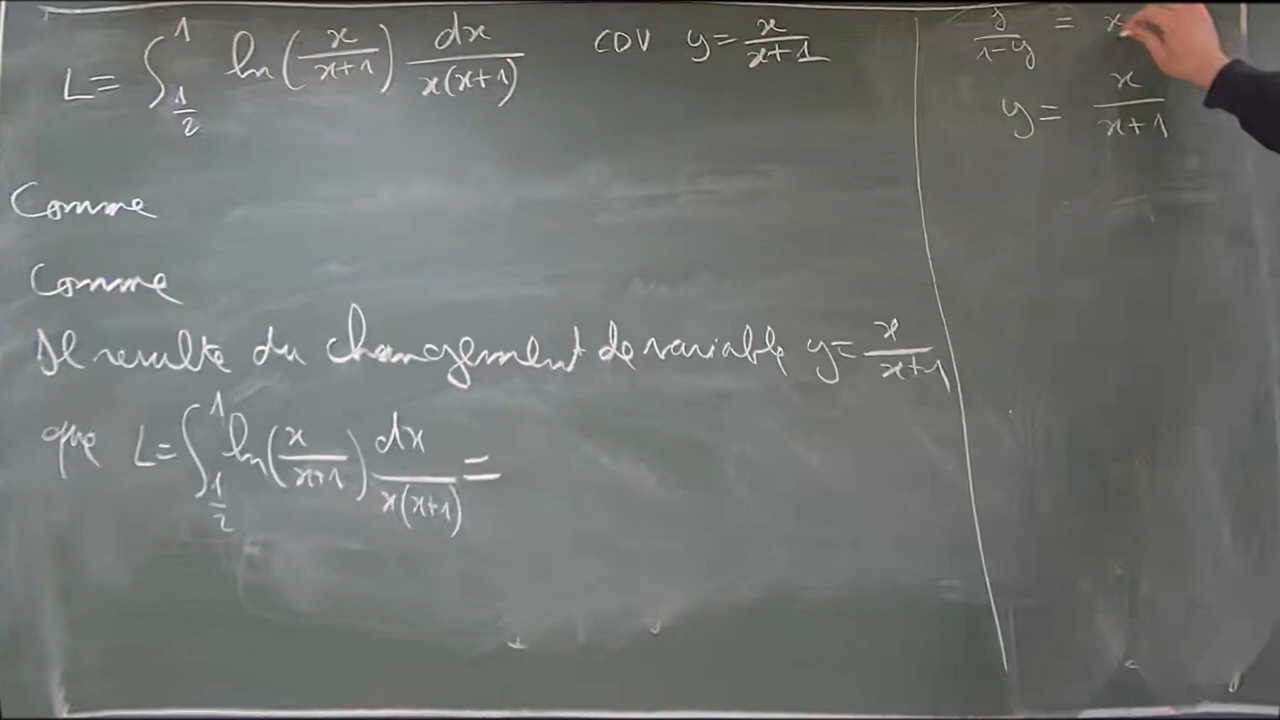 L = ∫_{1/2}^{1} ln(x/(x+1)) dx/(x(x+1)) CDV y = x/(x+1)
Comme
Comme
Il resulte du changement de variable y = x/(x+1)
que L = ∫_{1/2}^{1} ln(x/(x+1)) dx/(x(x+1)) =
y/(1-y) = x
y = x/(x+1)